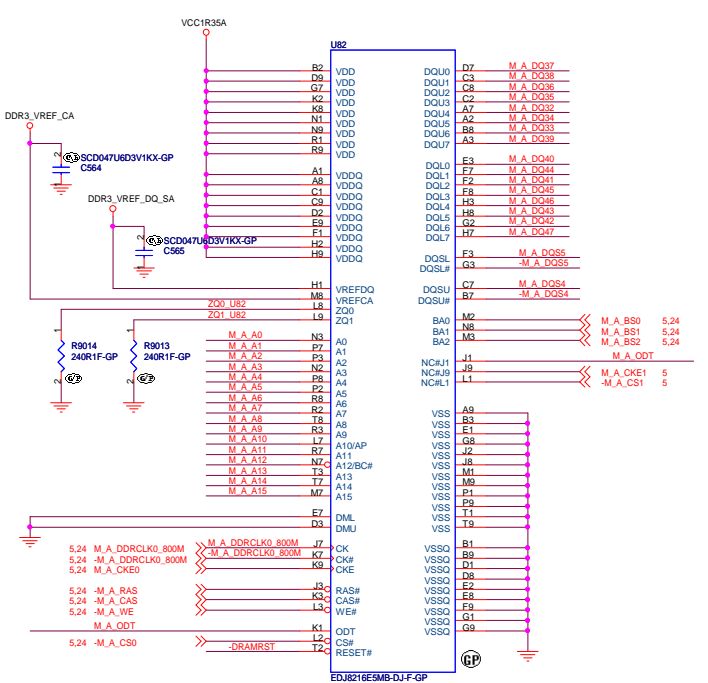 VCC1R35A
U82
B2 VDD DQU0 D7 M_A_DQ37
D9 VDD DQU1 C3 M_A_DQ38
G7 VDD DQU2 C8 M_A_DQ36
K2 VDD DQU3 C2 M_A_DQ35
K8 VDD DQU4 A7 M_A_DQ32
N1 VDD DQU5 A2 M_A_DQ34
N9 VDD DQU6 B8 M_A_DQ33
R1 VDD DQU7 A3 M_A_DQ39
R9 VDD
DDR3_VREF_CA
2 GP SCD047U6D3V1KX-GP
C564
1
A1 VDDQ DQL0 E3 M_A_DQ40
A8 VDDQ DQL1 F7 M_A_DQ44
C1 VDDQ DQL2 F2 M_A_DQ41
C9 VDDQ DQL3 F8 M_A_DQ45
D2 VDDQ DQL4 H3 M_A_DQ46
E9 VDDQ DQL5 H8 M_A_DQ43
F1 VDDQ DQL6 G2 M_A_DQ42
H2 VDDQ DQL7 H7 M_A_DQ47
H9 VDDQ
DDR3_VREF_DQ_SA
2 GP SCD047U6D3V1KX-GP
C565
1
DQSL F3 M_A_DQS5
DQSL# G3 -M_A_DQS5
H1 VREFDQ DQSU C7 M_A_DQS4
M8 VREFCA DQSU# B7 -M_A_DQS4
ZQ0_U82 L8 ZQ0
ZQ1_U82 L9 ZQ1
BA0 M2 M_A_BS0 5,24
BA1 N8 M_A_BS1 5,24
BA2 M3 M_A_BS2 5,24
1 R9014 240R1F-GP 2 GP
1 R9013 240R1F-GP 2 GP
NC#J1 J1 M_A_ODT
NC#J9 J9 M_A_CKE1 5
NC#L1 L1 -M_A_CS1 5
M_A_A0 N3 A0
M_A_A1 P7 A1
M_A_A2 P3 A2
M_A_A3 N2 A3
M_A_A4 P8 A4
M_A_A5 P2 A5
M_A_A6 R8 A6
M_A_A7 R2 A7
M_A_A8 T8 A8
M_A_A9 R3 A9
M_A_A10 L7 A10/AP
M_A_A11 R7 A11
M_A_A12 N7 A12/BC#
M_A_A13 T3 A13
M_A_A14 T7 A14
M_A_A15 M7 A15
VSS A9
VSS B3
VSS E1
VSS G8
VSS J2
VSS J8
VSS M1
VSS M9
VSS P1
VSS P9
VSS T1
VSS T9
E7 DML
D3 DMU
VSSQ B1
VSSQ B9
VSSQ D1
VSSQ D8
VSSQ E2
VSSQ E8
VSSQ F9
VSSQ G1
VSSQ G9
5,24 M_A_DDRCLK0_800M M_A_DDRCLK0_800M J7 CK
5,24 -M_A_DDRCLK0_800M -M_A_DDRCLK0_800M K7 CK#
5,24 M_A_CKE0 K9 CKE
5,24 -M_A_RAS J3 RAS#
5,24 -M_A_CAS K3 CAS#
5,24 -M_A_WE L3 WE#
M_A_ODT K1 ODT
5,24 -M_A_CS0 L2 CS#
-DRAMRST T2 RESET#
GP
EDJ8216E5MB-DJ-F-GP